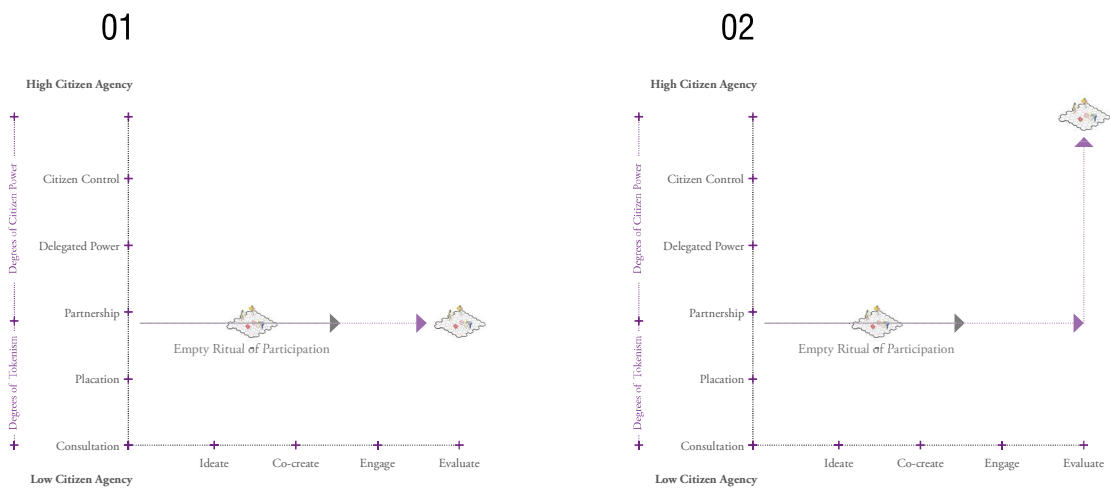 01
High Citizen Agency
Degrees of Citizen Power
Degrees of Tokenism
Citizen Control
Delegated Power
Partnership
Empty Ritual of Participation
Placation
Consultation
Ideate
Co-create
Engage
Evaluate
Low Citizen Agency
02
High Citizen Agency
Degrees of Citizen Power
Degrees of Tokenism
Citizen Control
Delegated Power
Partnership
Empty Ritual of Participation
Placation
Consultation
Ideate
Co-create
Engage
Evaluate
Low Citizen Agency